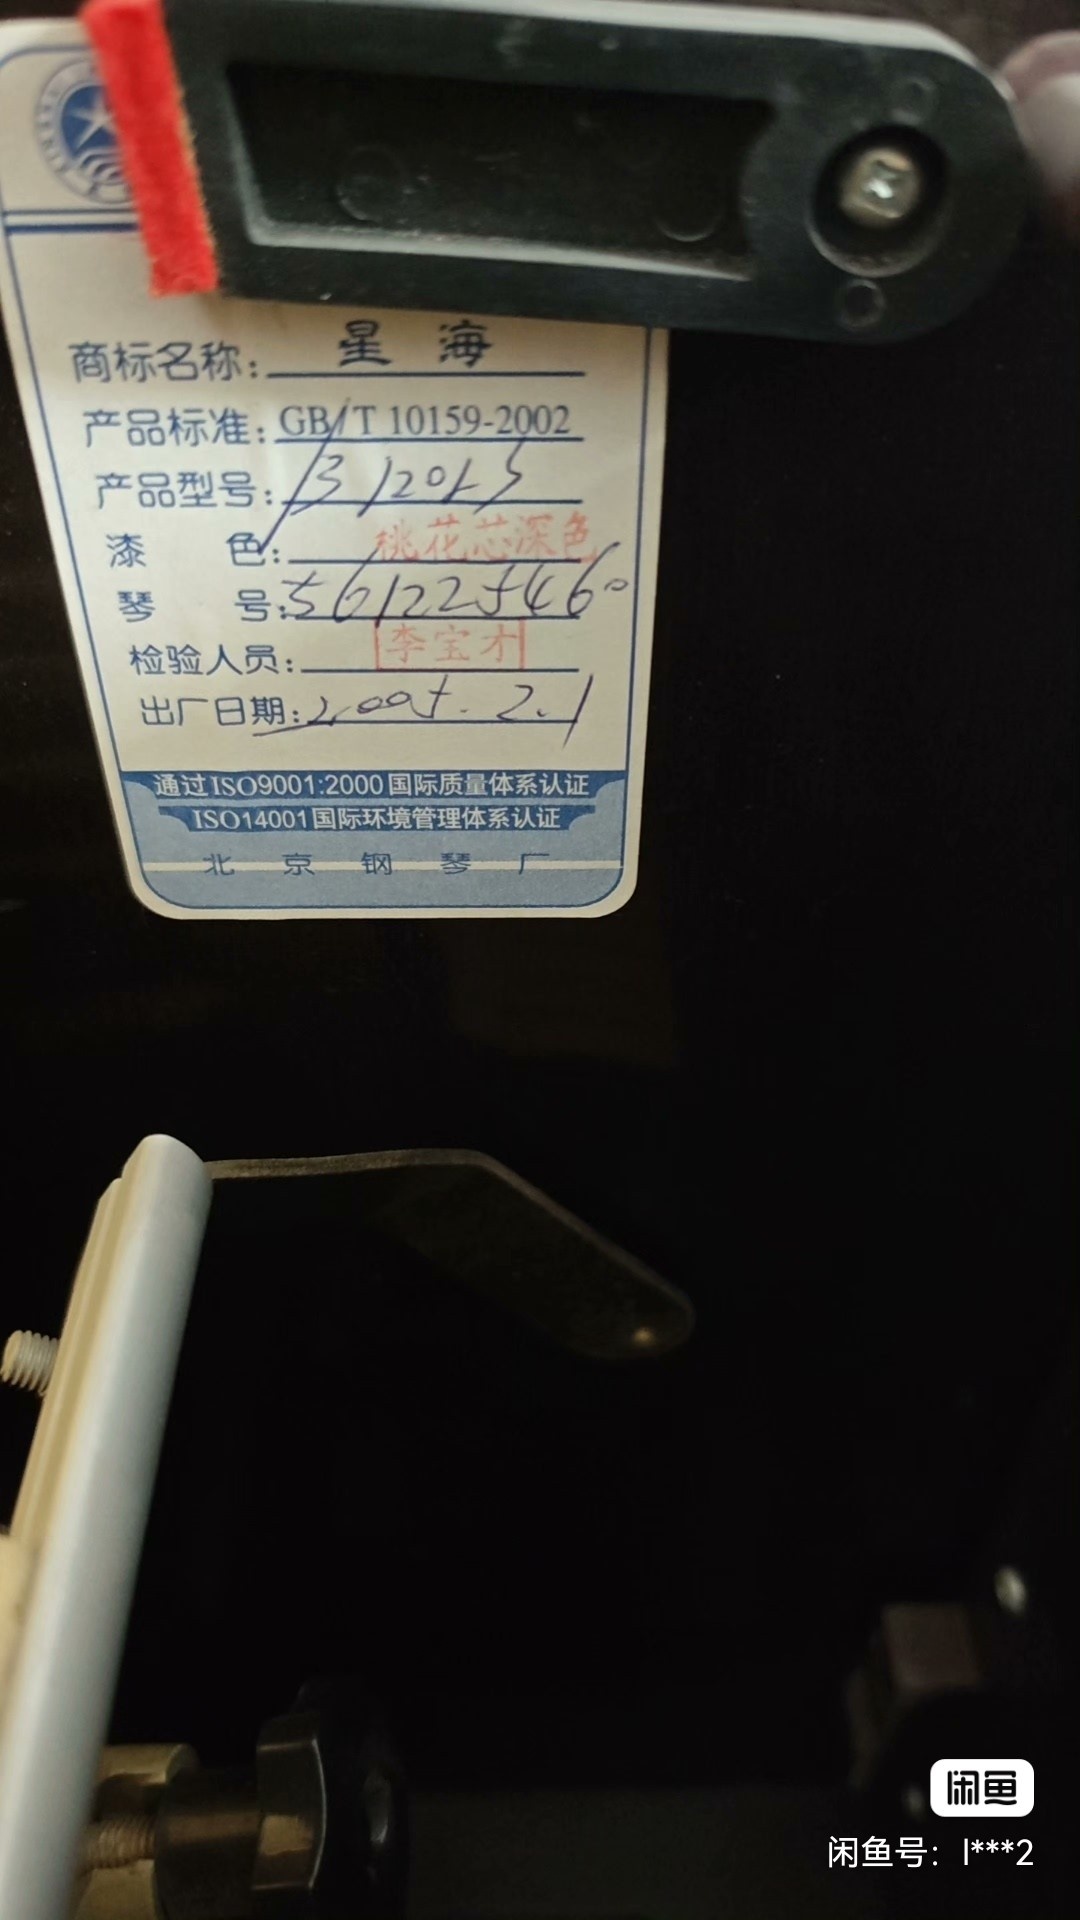 商标名称：星 海
产品标准：GB/T 10159-2002
产品型号：
漆 色：桃花芯深色
琴 号：
检验人员：李宝才
出厂日期：2005.2.1
通过ISO9001:2000国际质量体系认证
ISO14001国际环境管理体系认证
北京钢琴厂
闲鱼
闲鱼号：l***2